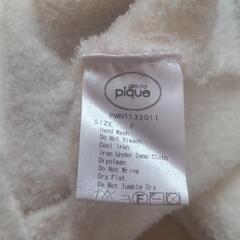 gelato
pique
PWNT132011
SIZE F
Hand Wash
Do Not Bleach
Cool Iron
Iron Under Damp Cloth
Dryclean
Do Not Wring
Dry Flat
Do Not Tumble Dry